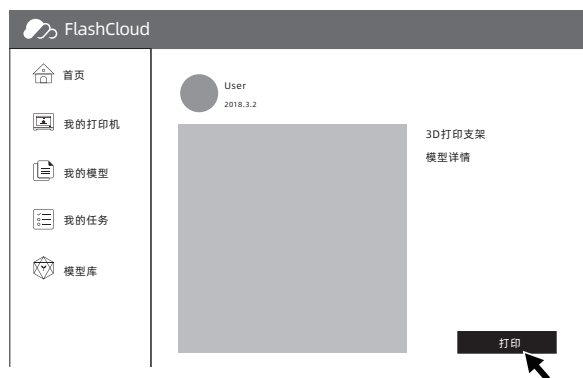 FlashCloud
首页
我的打印机
我的模型
我的任务
模型库
User
2018.3.2
3D打印支架
模型详情
打印